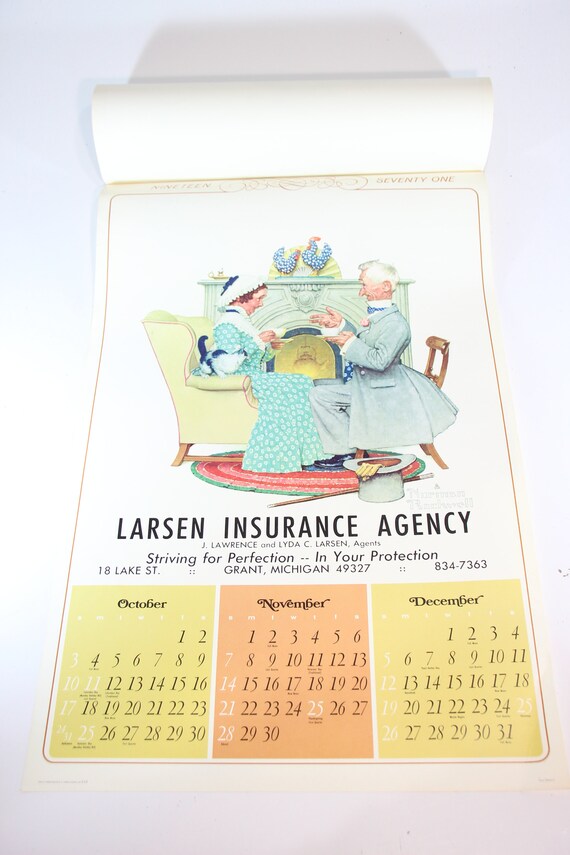 NINETEEN SEVENTY ONE
a
Norman
Rockwell
LARSEN INSURANCE AGENCY
J. LAWRENCE and LYDA C. LARSEN, Agents
Striving for Perfection -- In Your Protection
18 LAKE ST. :: GRANT, MICHIGAN 49327 :: 834-7363
October November December
S M T W T F S S M T W T F S S M T W T F S
1 2 1 2 3 4 5 6 1 2 3 4
3 4 5 6 7 8 9 7 8 9 10 11 12 13 5 6 7 8 9 10 11
10 11 12 13 14 15 16 14 15 16 17 18 19 20 12 13 14 15 16 17 18
17 18 19 20 21 22 23 21 22 23 24 25 26 27 19 20 21 22 23 24 25
24/31 25 26 27 28 29 30 28 29 30 26 27 28 29 30 31